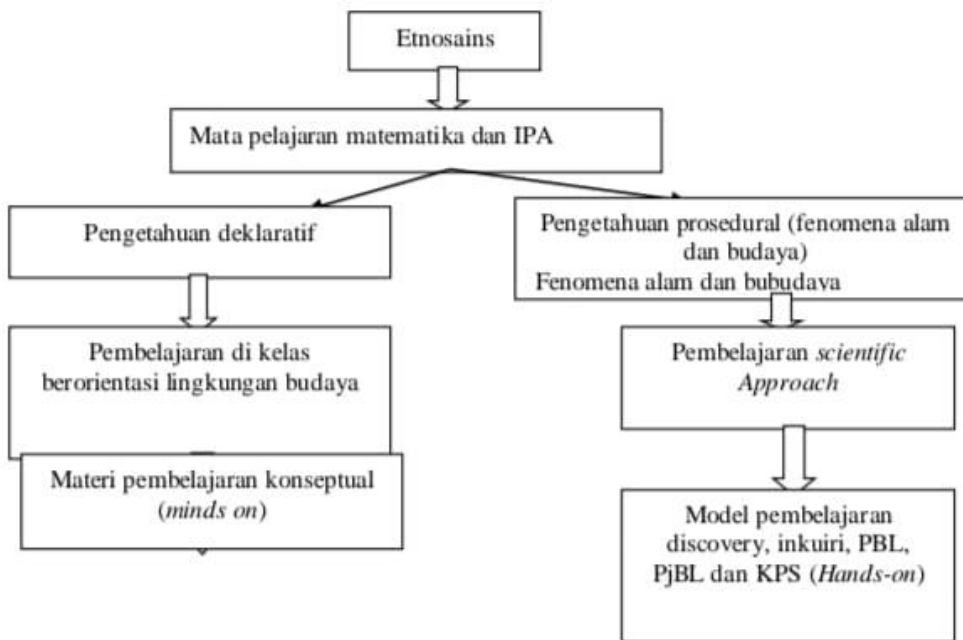 Etnosains
Mata pelajaran matematika dan IPA
Pengetahuan deklaratif
Pengetahuan prosedural (fenomena alam
dan budaya)
Fenomena alam dan bubudaya
Pembelajaran di kelas
berorientasi lingkungan budaya
Materi pembelajaran konseptual
(minds on)
Pembelajaran scientific
Approach
Model pembelajaran
discovery, inkuiri, PBL,
PjBL dan KPS (Hands-on)